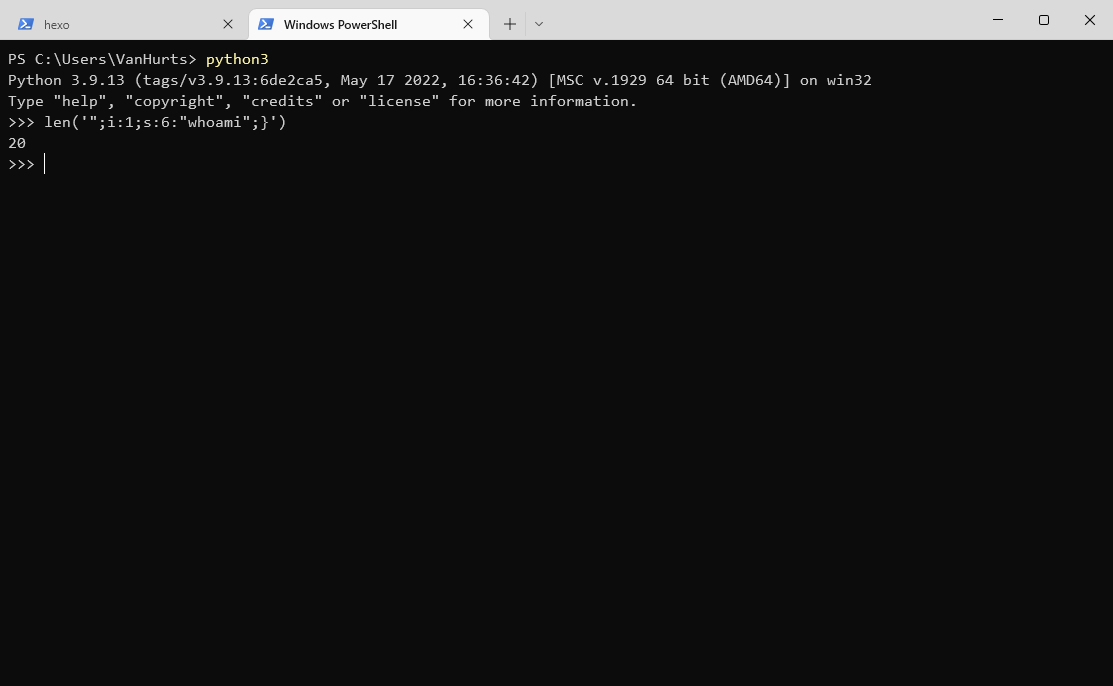 hexo
Windows PowerShell
PS C:\Users\VanHurts> python3
Python 3.9.13 (tags/v3.9.13:6de2ca5, May 17 2022, 16:36:42) [MSC v.1929 64 bit (AMD64)] on win32
Type "help", "copyright", "credits" or "license" for more information.
>>> len('";i:1;s:6:"whoami";}')
20
>>>